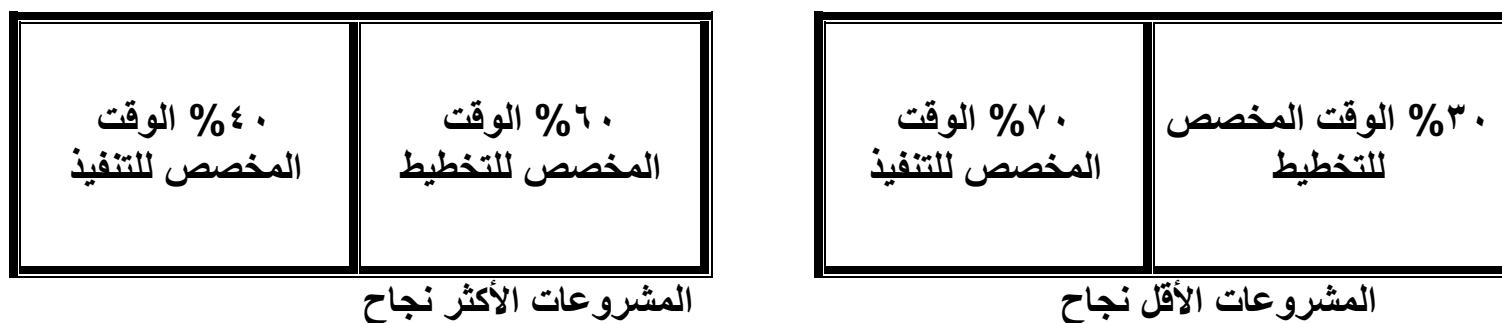 ٣٠% الوقت المخصص
للتخطيط
٧٠% الوقت
المخصص للتنفيذ
المشروعات الأقل نجاح
٦٠% الوقت
المخصص للتخطيط
٤٠% الوقت
المخصص للتنفيذ
المشروعات الأكثر نجاح